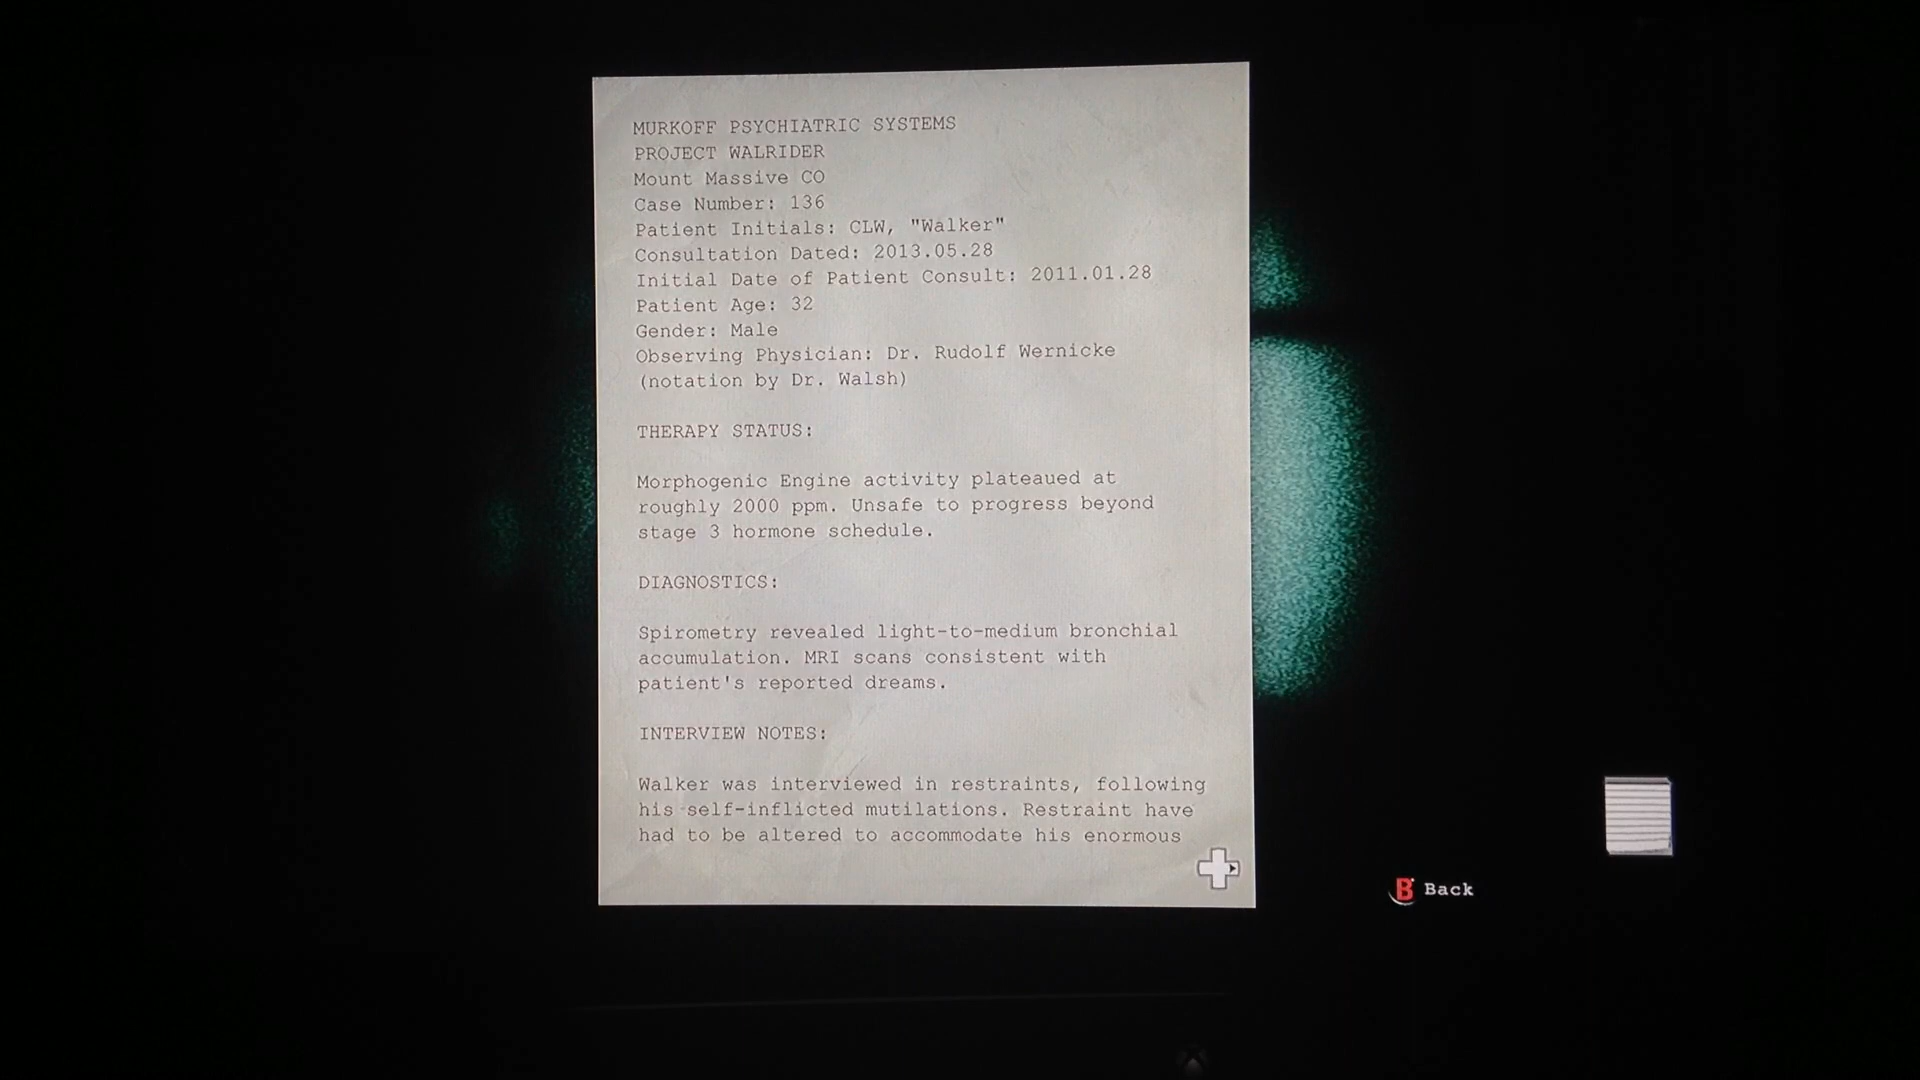 MURKOFF PSYCHIATRIC SYSTEMS
PROJECT WALRIDER
Mount Massive CO
Case Number: 136
Patient Initials: CLW, "Walker"
Consultation Dated: 2013.05.28
Initial Date of Patient Consult: 2011.01.28
Patient Age: 32
Gender: Male
Observing Physician: Dr. Rudolf Wernicke
(notation by Dr. Walsh)
THERAPY STATUS:
Morphogenic Engine activity plateaued at
roughly 2000 ppm. Unsafe to progress beyond
stage 3 hormone schedule.
DIAGNOSTICS:
Spirometry revealed light-to-medium bronchial
accumulation. MRI scans consistent with
patient's reported dreams.
INTERVIEW NOTES:
Walker was interviewed in restraints, following
his self-inflicted mutilations. Restraint have
had to be altered to accommodate his enormous
B Back